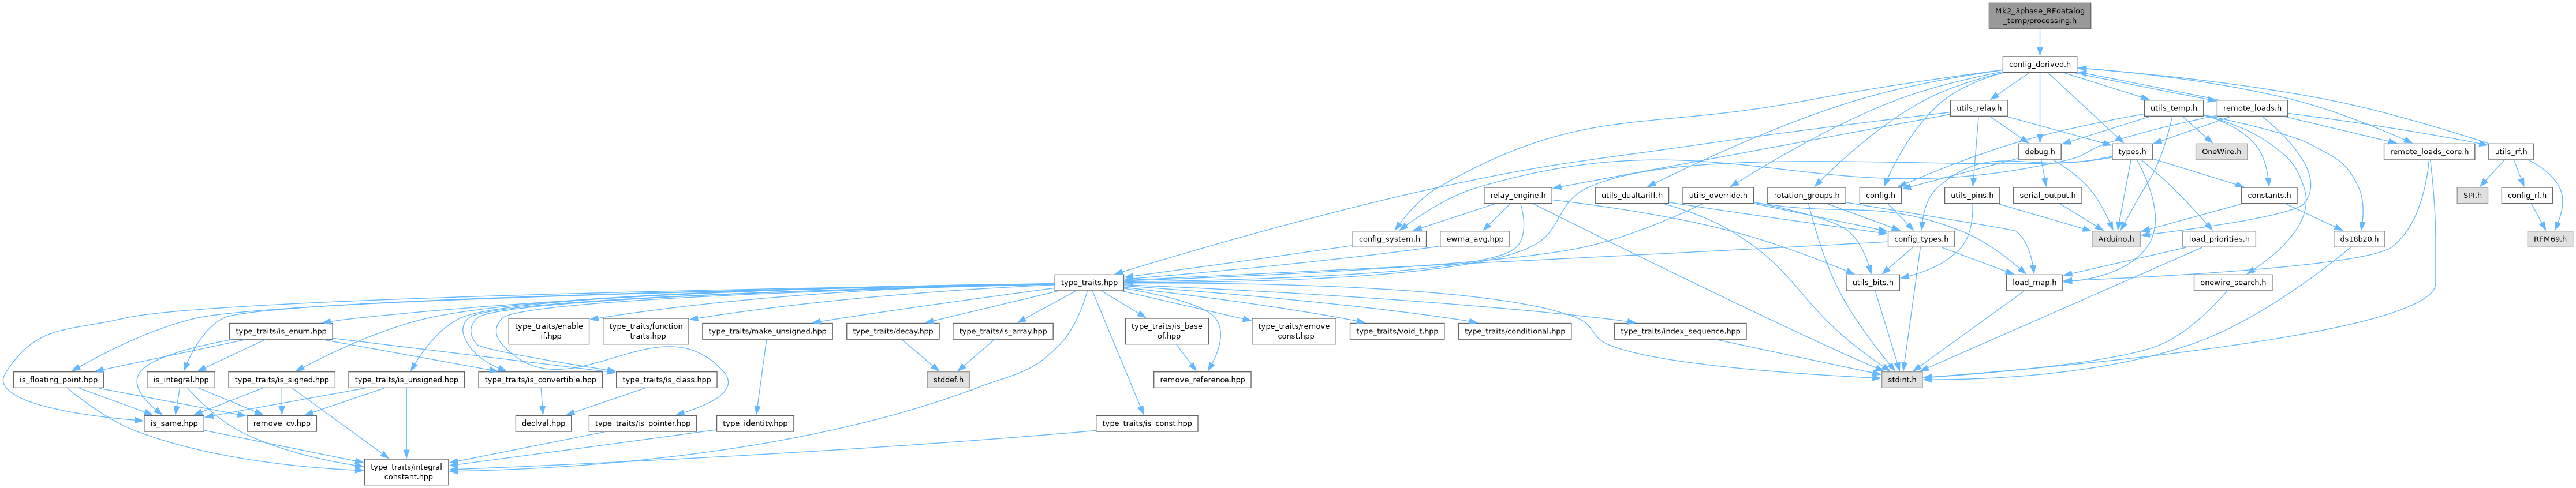 Mk2_3phase_RFdatalog
_temp/processing.h
config_derived.h
utils_relay.h
utils_temp.h
remote_loads.h
debug.h
types.h
OneWire.h
remote_loads_core.h
utils_rf.h
relay_engine.h
utils_dualtariff.h
utils_override.h
rotation_groups.h
config.h
utils_pins.h
serial_output.h
constants.h
SPI.h
config_rf.h
config_system.h
ewma_avg.hpp
config_types.h
Arduino.h
load_priorities.h
ds18b20.h
RFM69.h
type_traits.hpp
utils_bits.h
load_map.h
onewire_search.h
type_traits/is_enum.hpp
type_traits/enable
_if.hpp
type_traits/function
_traits.hpp
type_traits/make_unsigned.hpp
type_traits/decay.hpp
type_traits/is_array.hpp
type_traits/is_base
_of.hpp
type_traits/remove
_const.hpp
type_traits/void_t.hpp
type_traits/conditional.hpp
type_traits/index_sequence.hpp
is_floating_point.hpp
is_integral.hpp
type_traits/is_signed.hpp
type_traits/is_unsigned.hpp
type_traits/is_convertible.hpp
type_traits/is_class.hpp
stddef.h
remove_reference.hpp
stdint.h
is_same.hpp
remove_cv.hpp
declval.hpp
type_traits/is_pointer.hpp
type_identity.hpp
type_traits/is_const.hpp
type_traits/integral
_constant.hpp